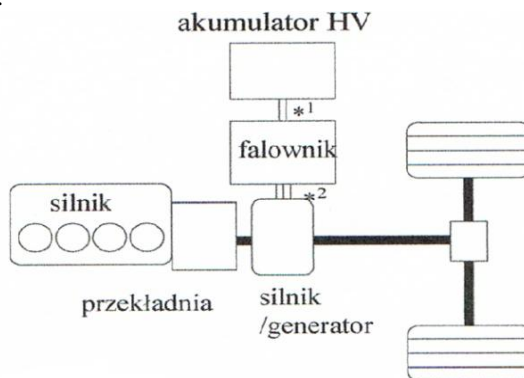 akumulator HV
*1
falownik
*2
silnik
przekładnia
silnik
/generator